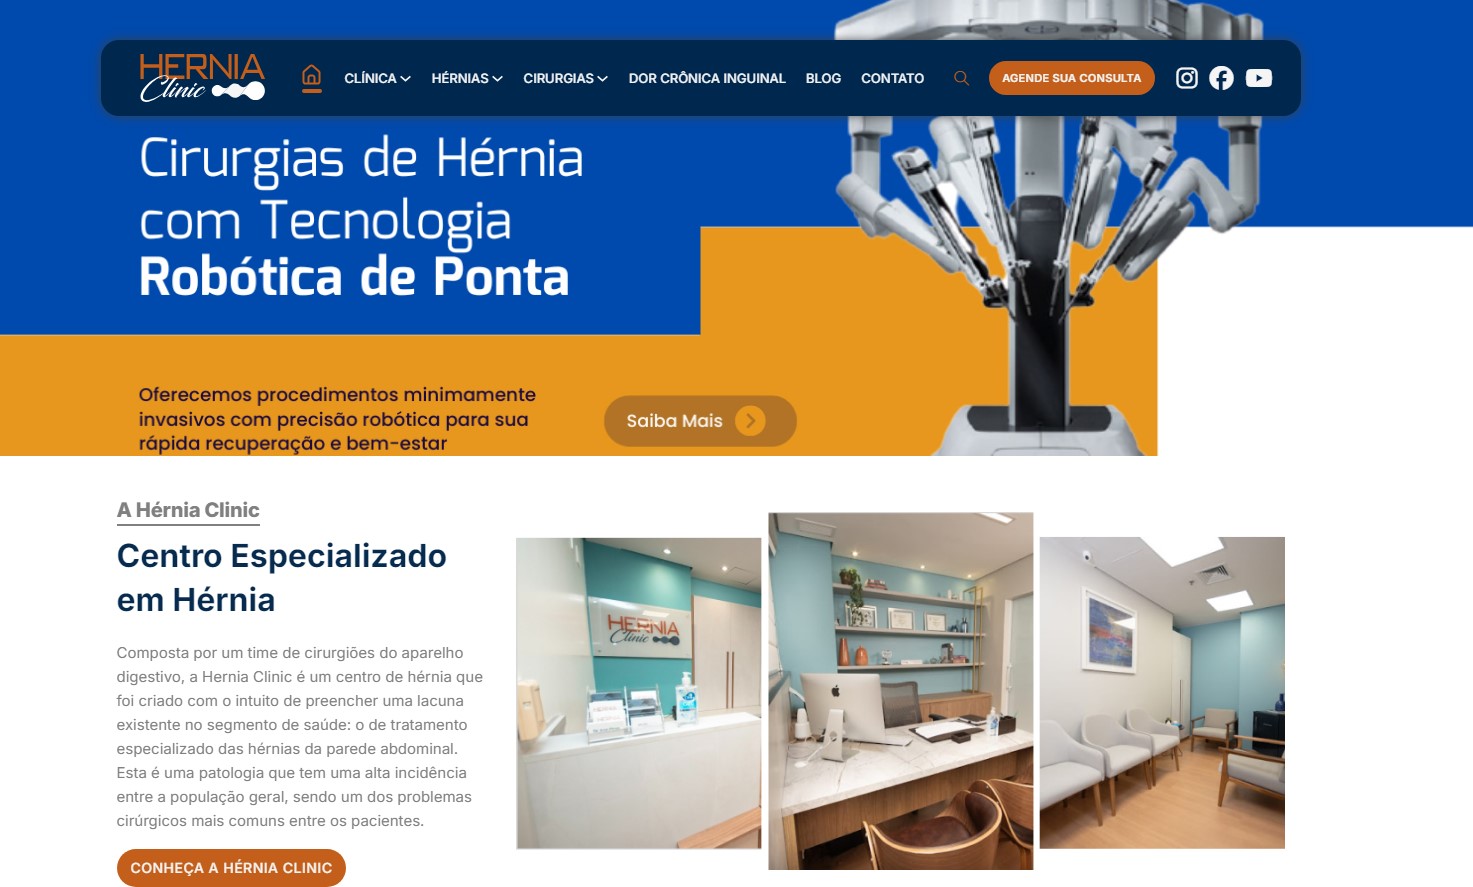 HERNIA
Clinic
CLÍNICA
HÉRNIAS
CIRURGIAS
DOR CRÔNICA INGUINAL
BLOG
CONTATO
AGENDE SUA CONSULTA
Cirurgias de Hérnia
com Tecnologia
Robótica de Ponta
Oferecemos procedimentos minimamente
invasivos com precisão robótica para sua
rápida recuperação e bem-estar
Saiba Mais
A Hérnia Clinic
Centro Especializado
em Hérnia
Composta por um time de cirurgiões do aparelho
digestivo, a Hernia Clinic é um centro de hérnia que
foi criado com o intuito de preencher uma lacuna
existente no segmento de saúde: o de tratamento
especializado das hérnias da parede abdominal.
Esta é uma patologia que tem uma alta incidência
entre a população geral, sendo um dos problemas
cirúrgicos mais comuns entre os pacientes.
CONHEÇA A HÉRNIA CLINIC
HERNIA
Clinic